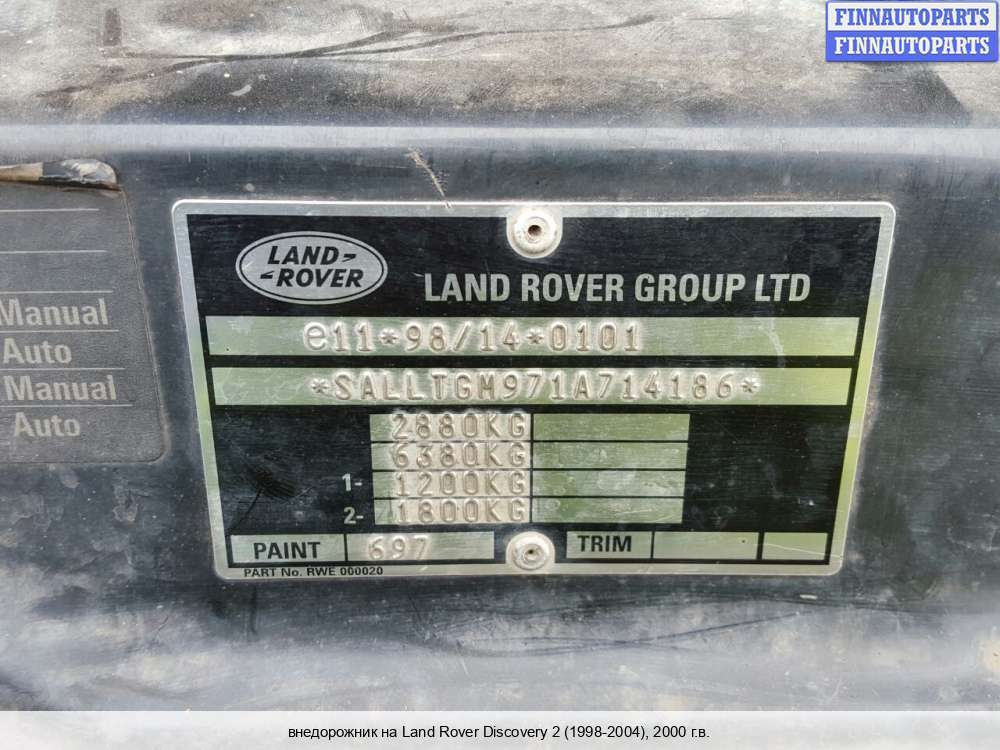 FINNAUTOPARTS
FINNAUTOPARTS
Manual
Auto
Manual
Auto
LAND-
-ROVER
LAND ROVER GROUP LTD
e11*98/14*0101
*SALLTGM971A714186*
2880KG
6380KG
1- 1200KG
2- 1800KG
PAINT 697 TRIM
PART No. RWE 000020
внедорожник на Land Rover Discovery 2 (1998-2004), 2000 г.в.